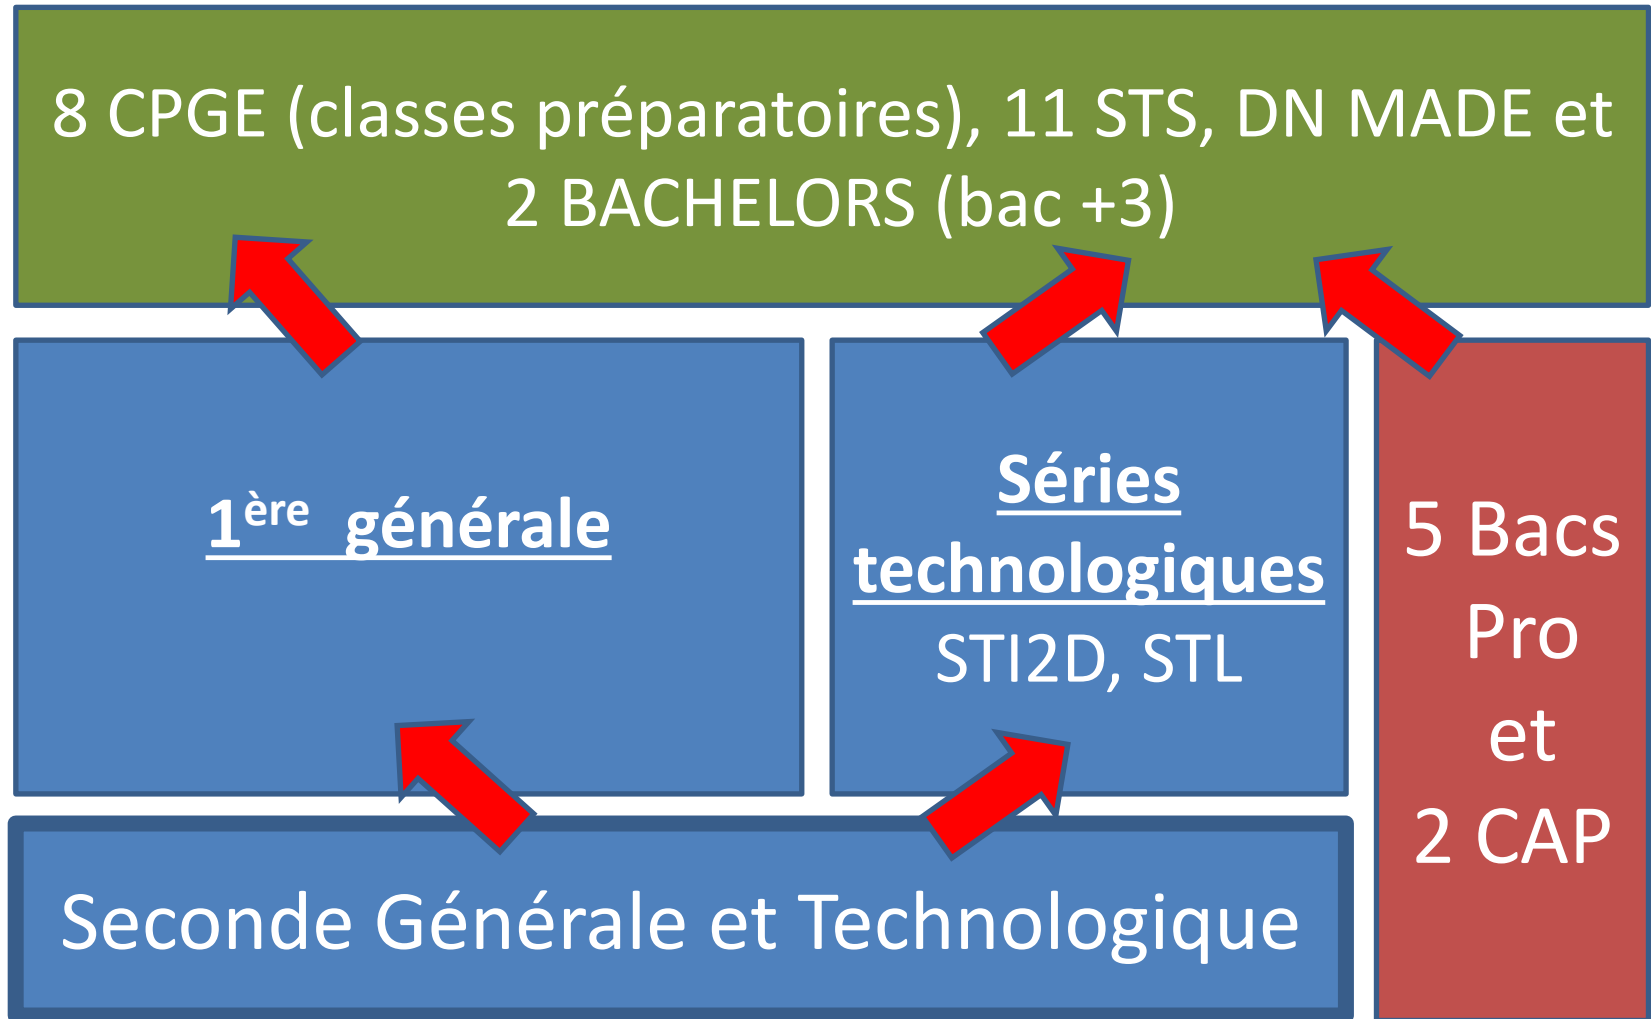 8 CPGE (classes préparatoires), 11 STS, DN MADE et
2 BACHELORS (bac +3)
1ère générale
Séries
technologiques
STI2D, STL
5 Bacs
Pro
et
2 CAP
Seconde Générale et Technologique